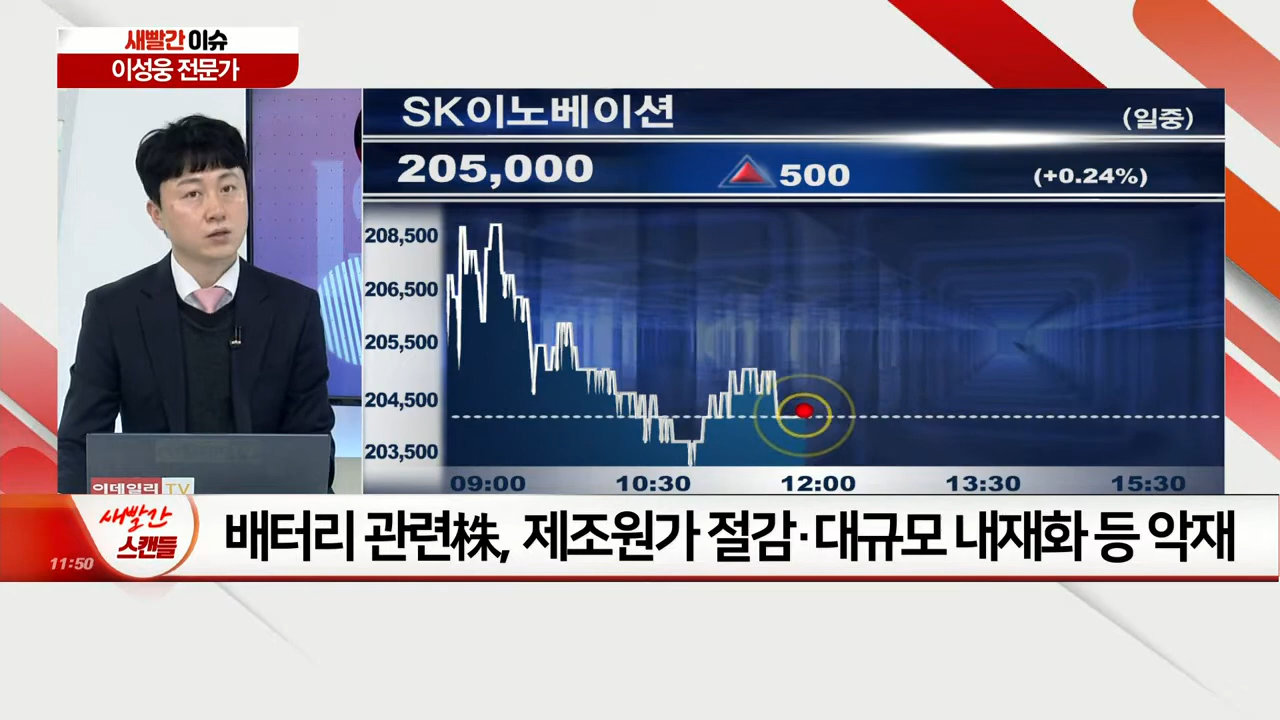 새빨간 이슈
이성웅 전문가
SK이노베이션
(일중)
205,000
500
(+0.24%)
208,500
206,500
205,500
204,500
203,500
09:00
10:30
12:00
13:30
15:30
이데일리 TV
새빨간
스캔들
11:50
배터리 관련株, 제조원가 절감·대규모 내재화 등 악재